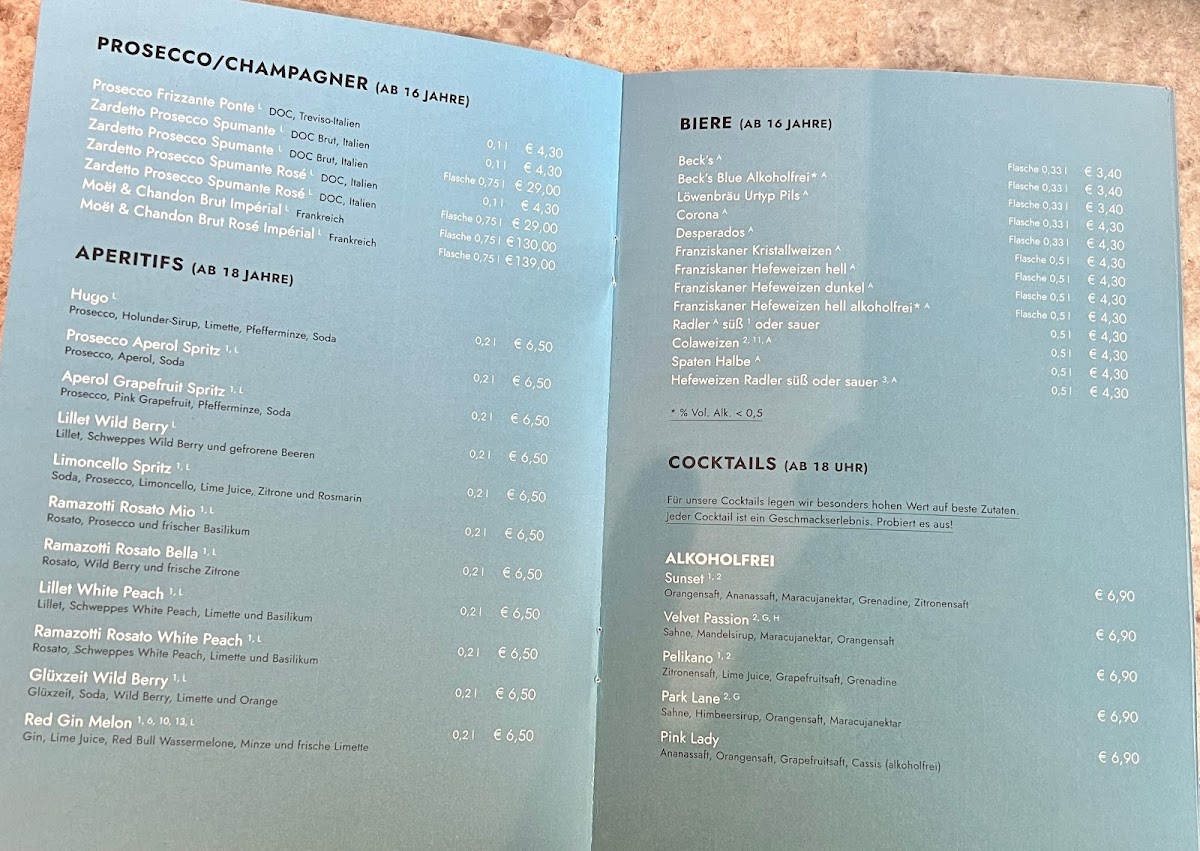 PROSECCO/CHAMPAGNER (AB 16 JAHRE)
Prosecco Frizzante Ponte L DOC, Treviso-Italien 0,1 l € 4,30
Zardetto Prosecco Spumante L DOC Brut, Italien 0,1 l € 4,30
Zardetto Prosecco Spumante L DOC Brut, Italien Flasche 0,75 l € 29,00
Zardetto Prosecco Spumante Rosé L DOC, Italien 0,1 l € 4,30
Zardetto Prosecco Spumante Rosé L DOC, Italien Flasche 0,75 l € 29,00
Moët & Chandon Brut Impérial L Frankreich Flasche 0,75 l €130,00
Moët & Chandon Brut Rosé Impérial L Frankreich Flasche 0,75 l €139,00
APERITIFS (AB 18 JAHRE)
Hugo L
Prosecco, Holunder-Sirup, Limette, Pfefferminze, Soda 0,2 l € 6,50
Prosecco Aperol Spritz 1, L
Prosecco, Aperol, Soda 0,2 l € 6,50
Aperol Grapefruit Spritz 1, L
Prosecco, Pink Grapefruit, Pfefferminze, Soda 0,2 l € 6,50
Lillet Wild Berry L
Lillet, Schweppes Wild Berry und gefrorene Beeren 0,2 l € 6,50
Limoncello Spritz 1, L
Soda, Prosecco, Limoncello, Lime Juice, Zitrone und Rosmarin 0,2 l € 6,50
Ramazotti Rosato Mio 1, L
Rosato, Prosecco und frischer Basilikum 0,2 l € 6,50
Ramazotti Rosato Bella 1, L
Rosato, Wild Berry und frische Zitrone 0,2 l € 6,50
Lillet White Peach 1, L
Lillet, Schweppes White Peach, Limette und Basilikum 0,2 l € 6,50
Ramazotti Rosato White Peach 1, L
Rosato, Schweppes White Peach, Limette und Basilikum 0,2 l € 6,50
Glüxzeit Wild Berry 1, L
Glüxzeit, Soda, Wild Berry, Limette und Orange 0,2 l € 6,50
Red Gin Melon 1, 6, 10, 13, L
Gin, Lime Juice, Red Bull Wassermelone, Minze und frische Limette 0,2 l € 6,50
BIERE (AB 16 JAHRE)
Beck's A Flasche 0,33 l € 3,40
Beck's Blue Alkoholfrei* A Flasche 0,33 l € 3,40
Löwenbräu Urtyp Pils A Flasche 0,33 l € 3,40
Corona A Flasche 0,33 l € 4,30
Desperados A Flasche 0,33 l € 4,30
Franziskaner Kristallweizen A Flasche 0,5 l € 4,30
Franziskaner Hefeweizen hell A Flasche 0,5 l € 4,30
Franziskaner Hefeweizen dunkel A Flasche 0,5 l € 4,30
Franziskaner Hefeweizen hell alkoholfrei* A Flasche 0,5 l € 4,30
Radler A süß 1 oder sauer 0,5 l € 4,30
Colaweizen 2, 11, A 0,5 l € 4,30
Spaten Halbe A 0,5 l € 4,30
Hefeweizen Radler süß oder sauer 3, A 0,5 l € 4,30
* % Vol. Alk. < 0,5
COCKTAILS (AB 18 UHR)
Für unsere Cocktails legen wir besonders hohen Wert auf beste Zutaten.
Jeder Cocktail ist ein Geschmackserlebnis. Probiert es aus!
ALKOHOLFREI
Sunset 1, 2
Orangensaft, Ananassaft, Maracujanektar, Grenadine, Zitronensaft € 6,90
Velvet Passion 2, G, H
Sahne, Mandelsirup, Maracujanektar, Orangensaft € 6,90
Pelikano 1, 2
Zitronensaft, Lime Juice, Grapefruitsaft, Grenadine € 6,90
Park Lane 2, G
Sahne, Himbeersirup, Orangensaft, Maracujanektar € 6,90
Pink Lady
Ananassaft, Orangensaft, Grapefruitsaft, Cassis (alkoholfrei) € 6,90